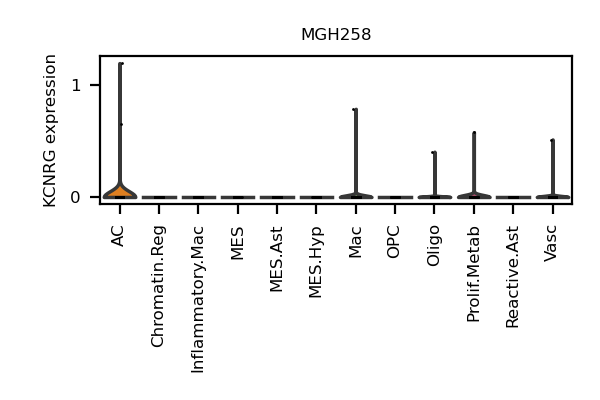 MGH258
KCNRG expression
1
0
AC
Chromatin.Reg
Inflammatory.Mac
MES
MES.Ast
MES.Hyp
Mac
OPC
Oligo
Prolif.Metab
Reactive.Ast
Vasc